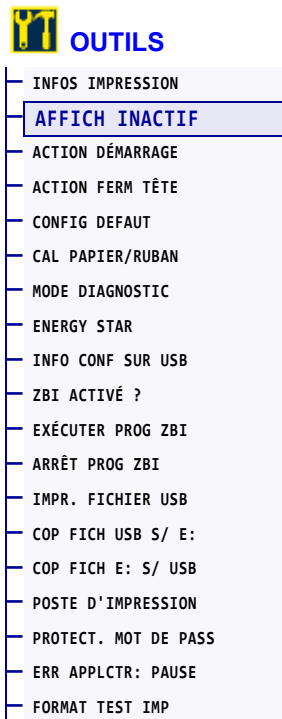 OUTILS
INFOS IMPRESSION
AFFICH INACTIF
ACTION DÉMARRAGE
ACTION FERM TÊTE
CONFIG DEFAUT
CAL PAPIER/RUBAN
MODE DIAGNOSTIC
ENERGY STAR
INFO CONF SUR USB
ZBI ACTIVÉ ?
EXÉCUTER PROG ZBI
ARRÊT PROG ZBI
IMPR. FICHIER USB
COP FICH USB S/ E:
COP FICH E: S/ USB
POSTE D'IMPRESSION
PROTECT. MOT DE PASS
ERR APPLCTR: PAUSE
FORMAT TEST IMP